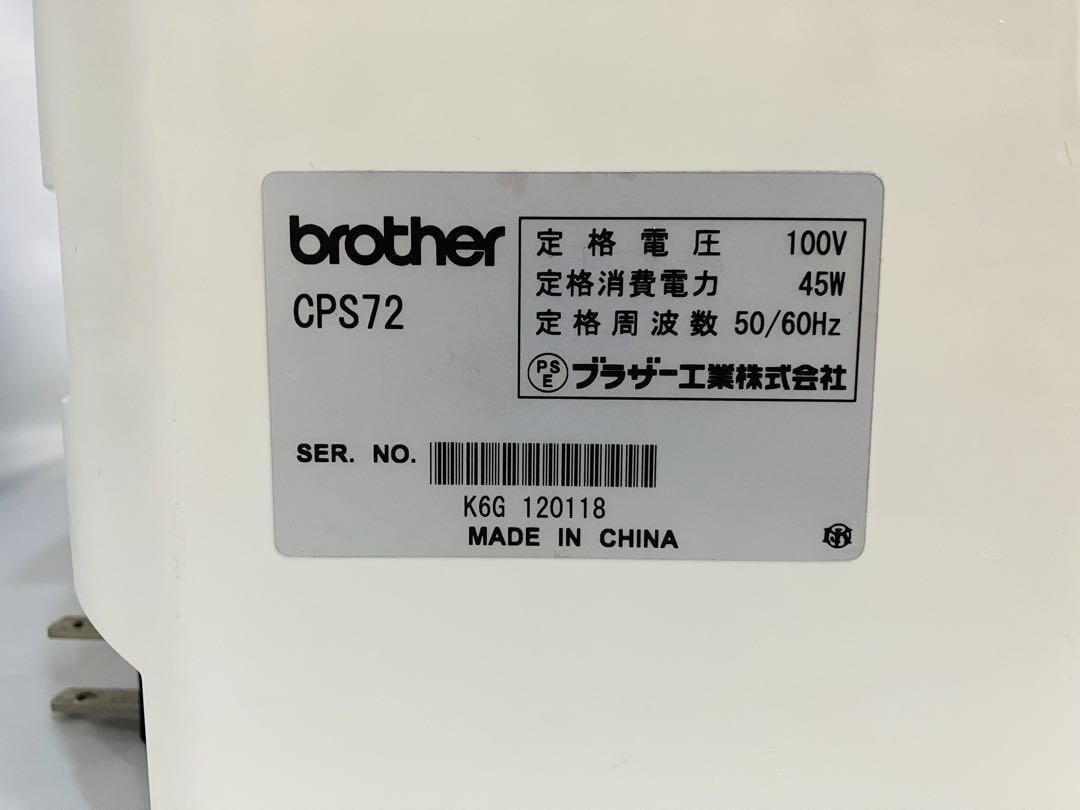 brother
CPS72
定格電圧 100V
定格消費電力 45W
定格周波数 50/60Hz
PSE ブラザー工業株式会社
SER. NO.
K6G 120118
MADE IN CHINA